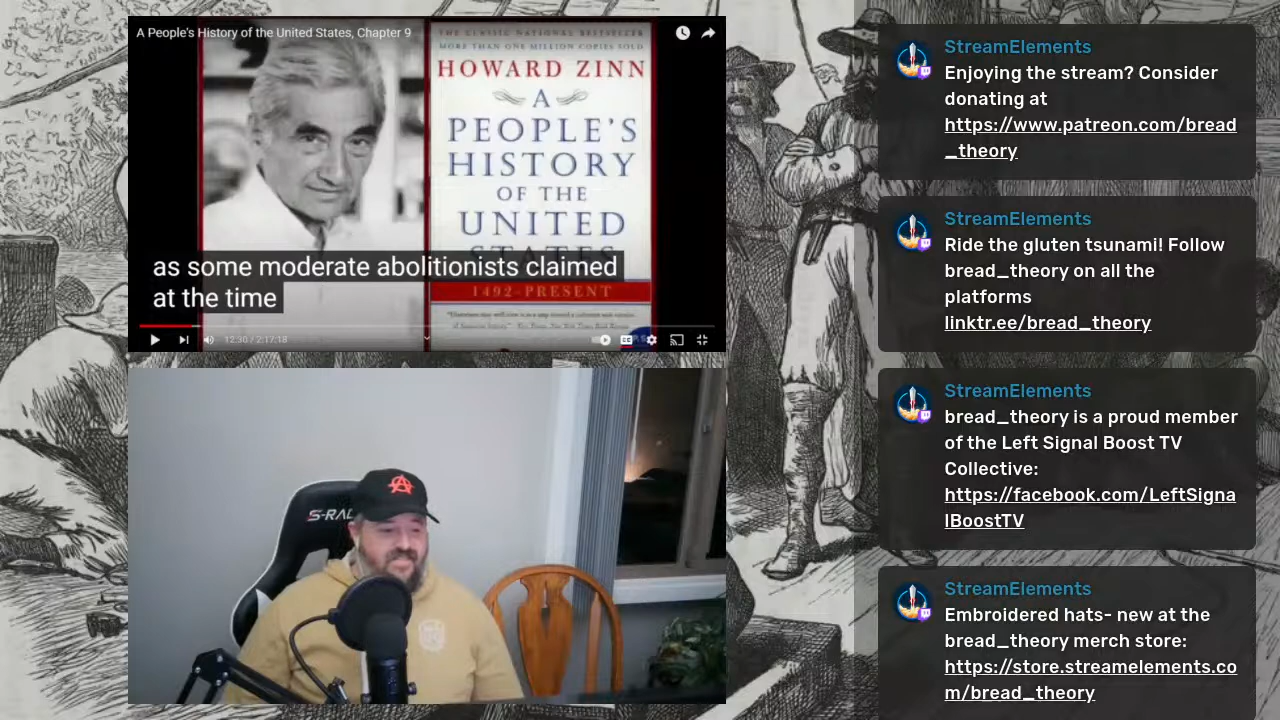 A People's History of the United States, Chapter 9
THE CLASSIC NATIONAL BESTSELLER
MORE THAN ONE MILLION COPIES SOLD
HOWARD ZINN
A
PEOPLE'S
HISTORY
OF THE
UNITED
STATES
as some moderate abolitionists claimed
at the time
1492–PRESENT
12:30 / 2:17:18
S-RAC
StreamElements
Enjoying the stream? Consider
donating at
https://www.patreon.com/bread
_theory
StreamElements
Ride the gluten tsunami! Follow
bread_theory on all the
platforms
linktr.ee/bread_theory
StreamElements
bread_theory is a proud member
of the Left Signal Boost TV
Collective:
https://facebook.com/LeftSigna
lBoostTV
StreamElements
Embroidered hats- new at the
bread_theory merch store:
https://store.streamelements.co
m/bread_theory